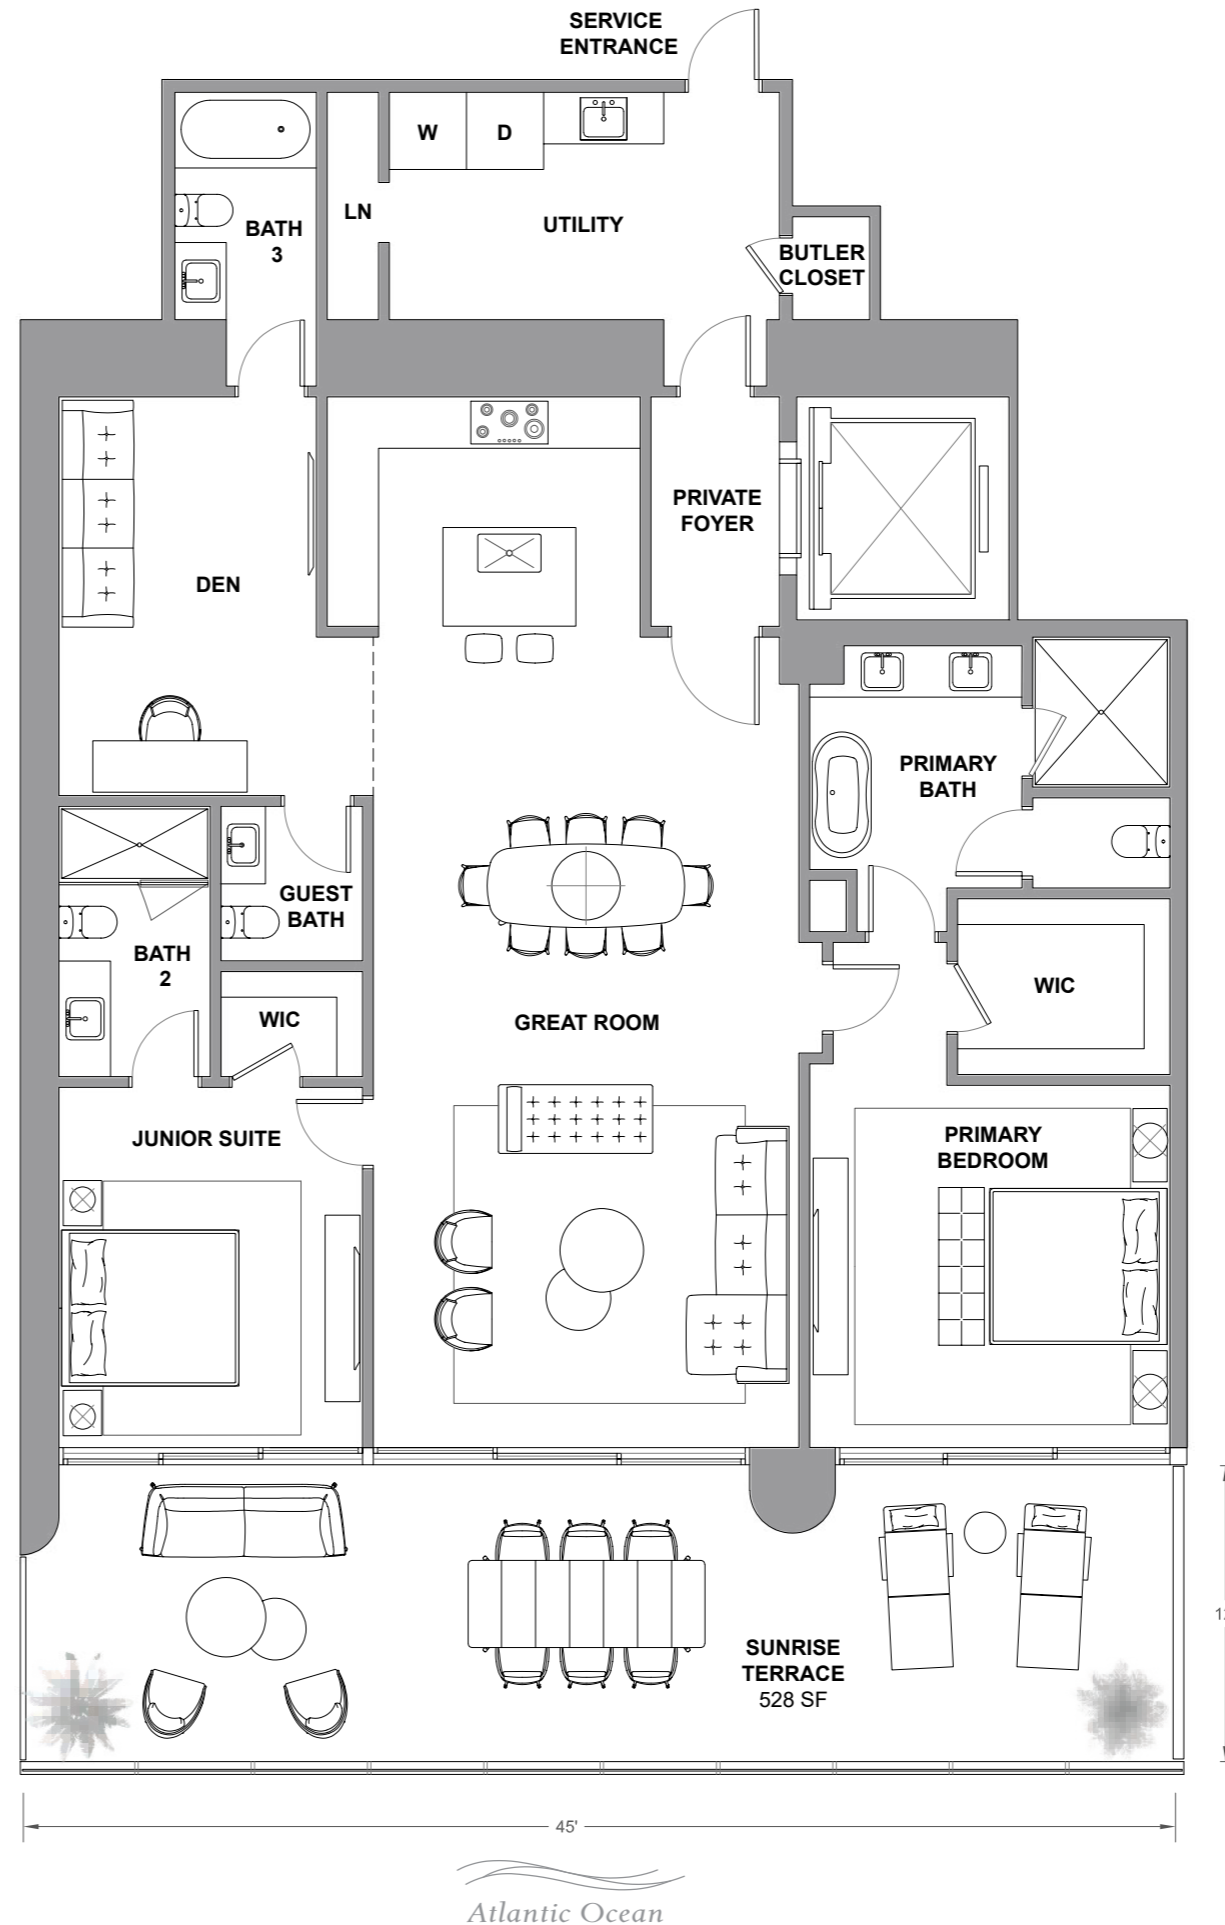 SERVICE
ENTRANCE
W
D
LN
BATH
3
UTILITY
BUTLER
CLOSET
PRIVATE
FOYER
DEN
PRIMARY
BATH
GUEST
BATH
BATH
2
WIC
WIC
GREAT ROOM
JUNIOR SUITE
PRIMARY
BEDROOM
SUNRISE
TERRACE
528 SF
45'
Atlantic Ocean